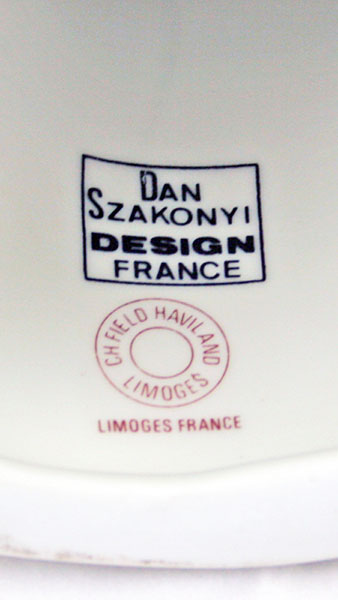 DAN
SZAKONYI
DESIGN
FRANCE
CH.FIELD HAVILAND
LIMOGES
LIMOGES FRANCE